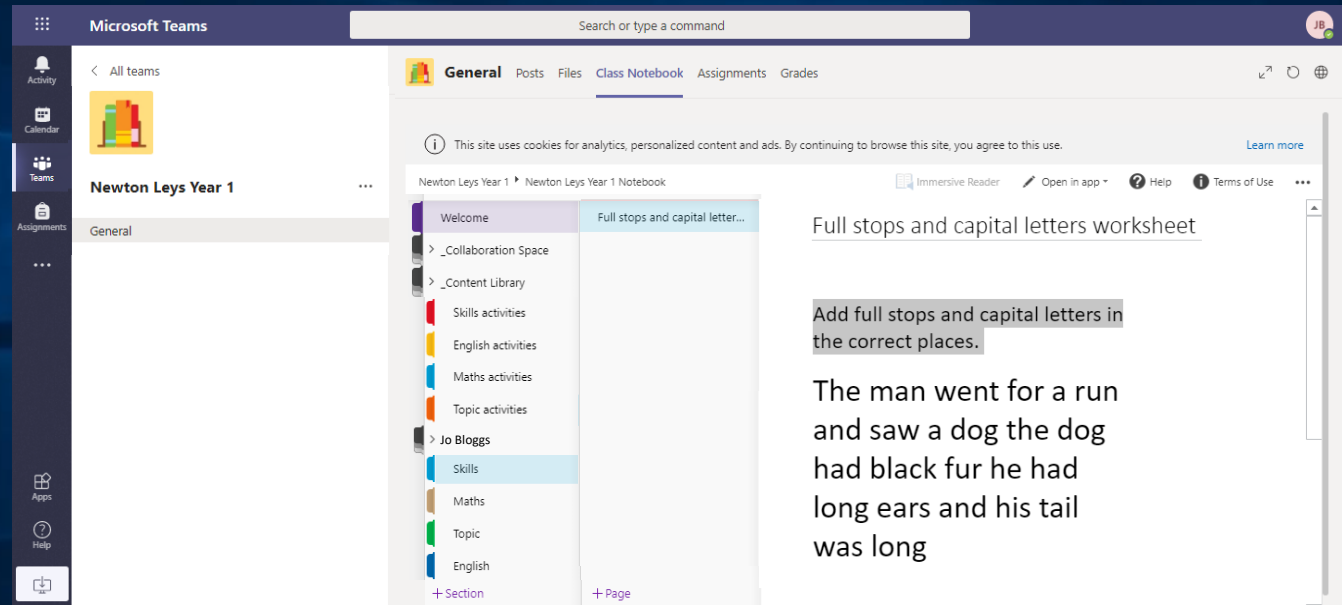 Microsoft Teams
Search or type a command
JB
Activity
Calendar
Teams
Assignments
Apps
Help
All teams
Newton Leys Year 1
General
General Posts Files Class Notebook Assignments Grades
This site uses cookies for analytics, personalized content and ads. By continuing to browse this site, you agree to this use.
Learn more
Newton Leys Year 1 Newton Leys Year 1 Notebook
Immersive Reader Open in app Help Terms of Use
Welcome
_Collaboration Space
_Content Library
Skills activities
English activities
Maths activities
Topic activities
Jo Bloggs
Skills
Maths
Topic
English
+ Section
Full stops and capital letter...
+ Page
Full stops and capital letters worksheet
Add full stops and capital letters in
the correct places.
The man went for a run
and saw a dog the dog
had black fur he had
long ears and his tail
was long